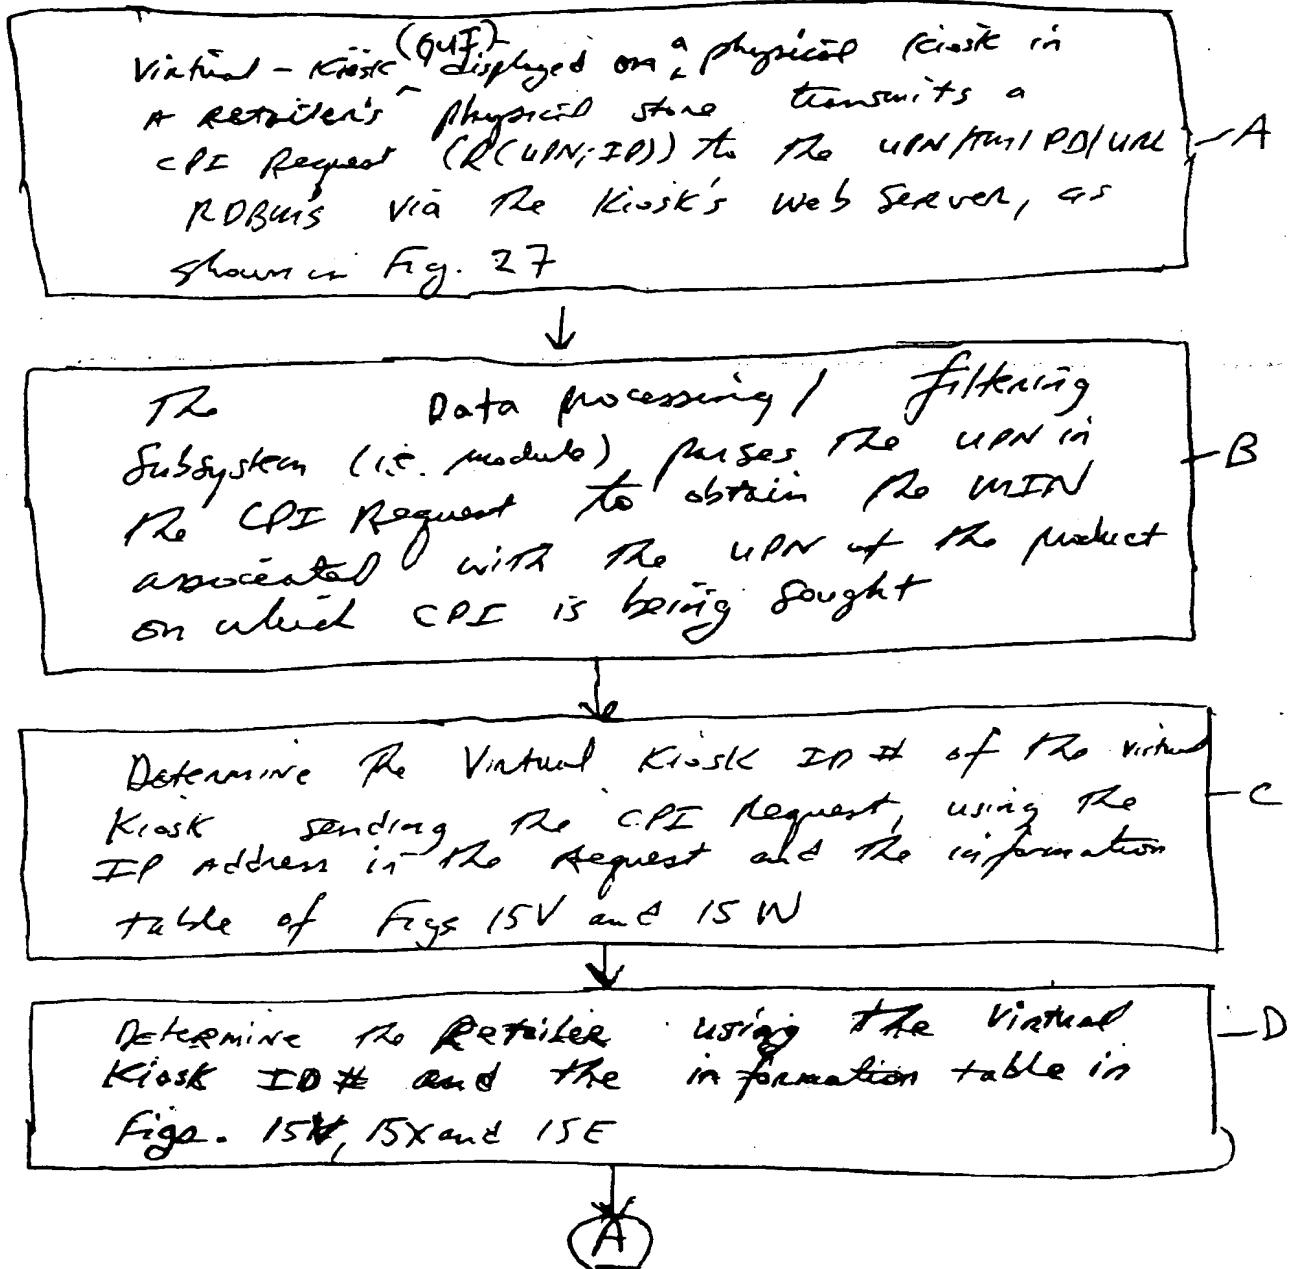 (GUI)
Virtual-Kiosk displayed on a physical Kiosk in
A Retailer's physical store transmits a
CPI Request (R(UPN; IP)) to the UPN/TM/PD/URL
RDBMS via the Kiosk's web server, as
shown in Fig. 27
A
The Data processing/ filtering
Subsystem (i.e. module) parses the UPN in
the CPI Request to obtain the MIN
associated with the UPN of the product
on which CPI is being sought
B
Determine the Virtual Kiosk ID # of the virtual
Kiosk sending the CPI Request, using the
IP Address in the Request and the information
table of Figs 15V and 15W
C
Determine the Retailer using the Virtual
Kiosk ID # and the information table in
Figs. 15 , 15X and 15E
D
A